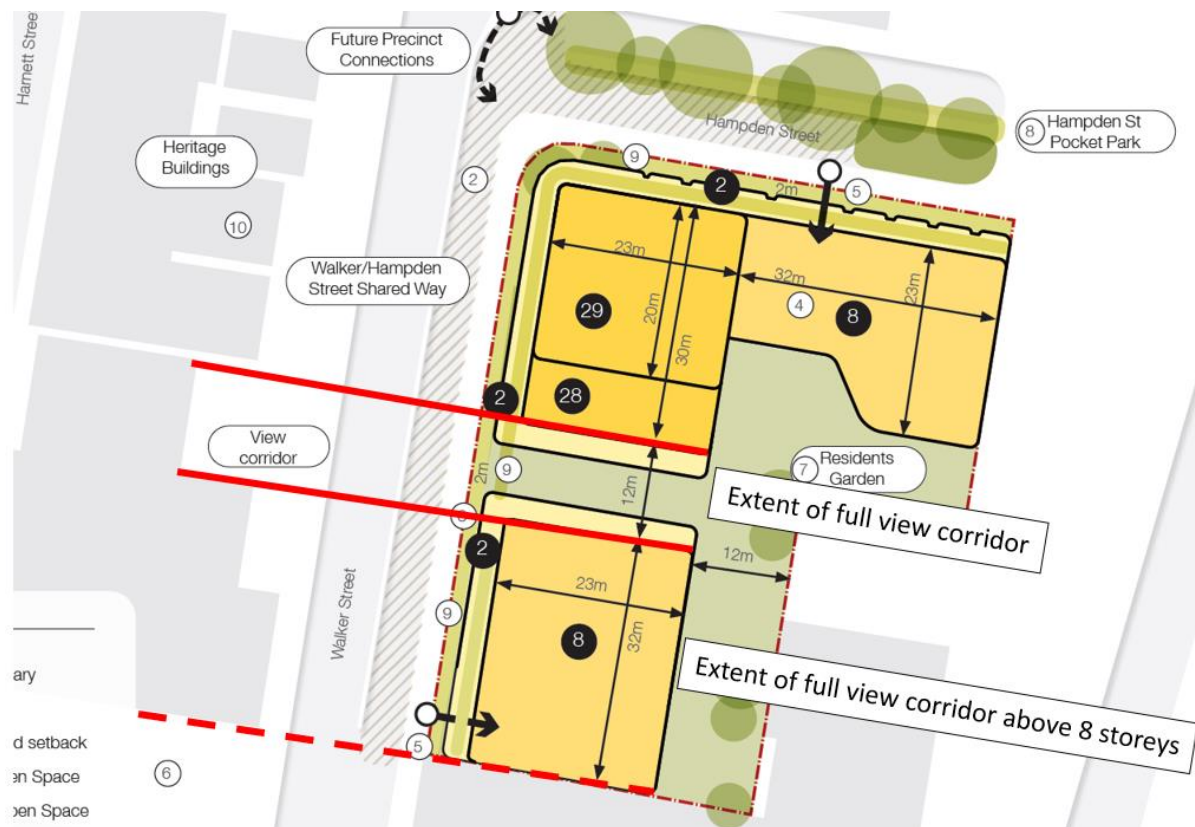 Harnett Street
Future Precinct
Connections
Hampden Street
8
Hampden St
Pocket Park
Heritage
Buildings
10
2
9
2
2m
5
Walker/Hampden
Street Shared Way
23m
32m
4
8
23m
29
20m
30m
2
28
View
corridor
2m
9
12m
7
Residents
Garden
Extent of full view corridor
2
12m
9
23m
8
32m
Walker Street
Extent of full view corridor above 8 storeys
ary
d setback
en Space
pen Space
6
5